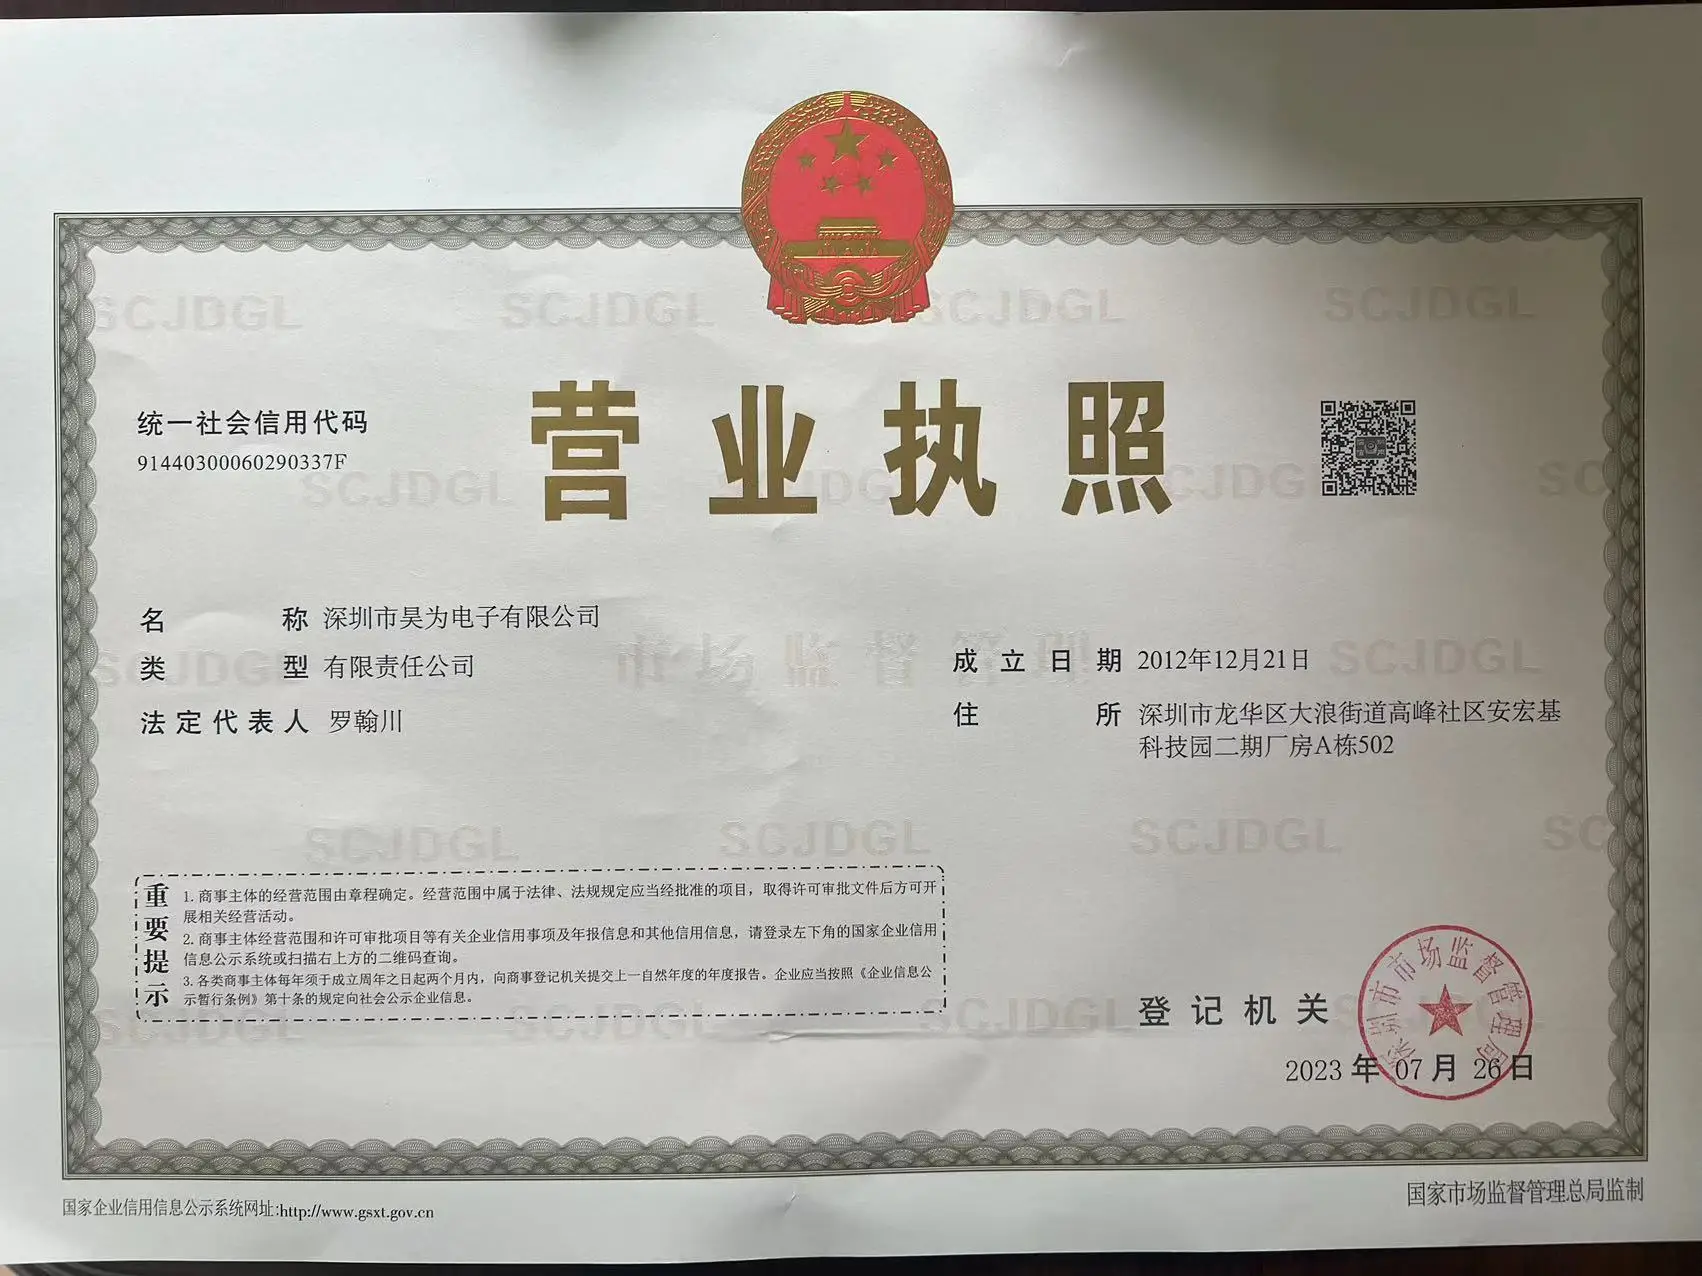 营业执照
统一社会信用代码
91440300060290337F
名称 深圳市昊为电子有限公司
类型 有限责任公司
法定代表人 罗翰川
成立日期 2012年12月21日
住所 深圳市龙华区大浪街道高峰社区安宏基
科技园二期厂房A栋502
重要提示
1. 商事主体的经营范围由章程确定。经营范围中属于法律、法规规定应当经批准的项目，取得许可审批文件后方可开
展相关经营活动。
2. 商事主体经营范围和许可审批项目等有关企业信用事项及年报信息和其他信用信息，请登录左下角的国家企业信用
信息公示系统或扫描右上方的二维码查询。
3. 各类商事主体每年须于成立周年之日起两个月内，向商事登记机关提交上一自然年度的年度报告。企业应当按照《企业信息公
示暂行条例》第十条的规定向社会公示企业信息。
登记机关
深圳市市场监督管理局
2023年07月26日
国家企业信用信息公示系统网址:http://www.gsxt.gov.cn
国家市场监督管理总局监制
SCJDGL
市场监督管理